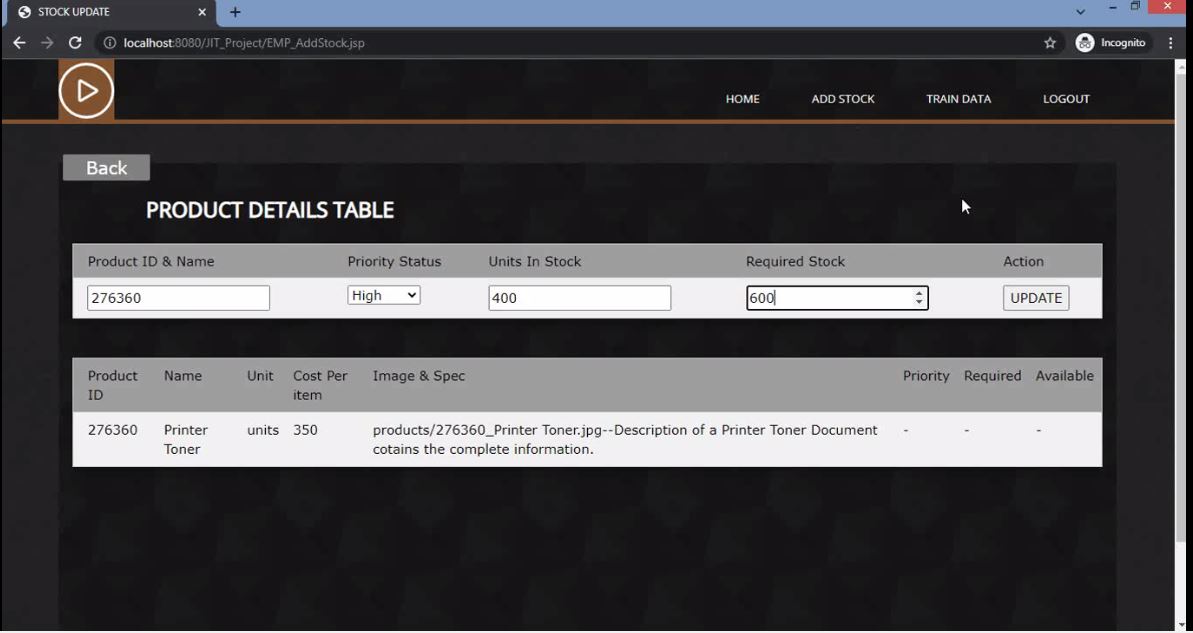 STOCK UPDATE
localhost:8080/JIT_Project/EMP_AddStock.jsp
Incognito
HOME ADD STOCK TRAIN DATA LOGOUT
Back
PRODUCT DETAILS TABLE
Product ID & Name Priority Status Units In Stock Required Stock Action
276360 High 400 600 UPDATE
Product ID Name Unit Cost Per item Image & Spec Priority Required Available
276360 Printer Toner units 350 products/276360_Printer Toner.jpg--Description of a Printer Toner Document cotains the complete information. - - -